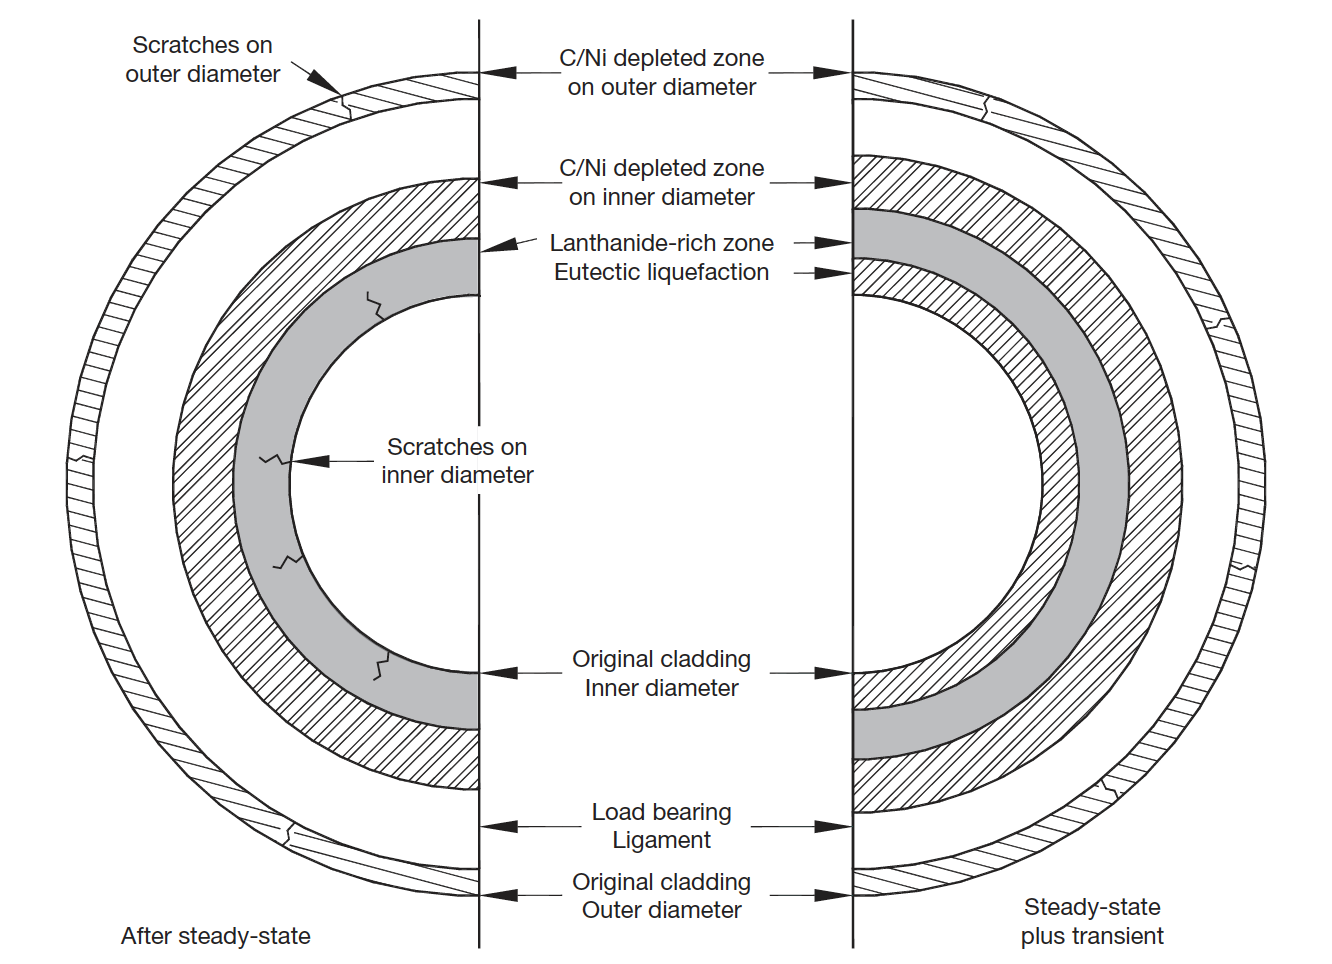 Scratches on
outer diameter
C/Ni depleted zone
on outer diameter
C/Ni depleted zone
on inner diameter
Lanthanide-rich zone
Eutectic liquefaction
Scratches on
inner diameter
Original cladding
Inner diameter
Load bearing
Ligament
Original cladding
Outer diameter
After steady-state
Steady-state
plus transient